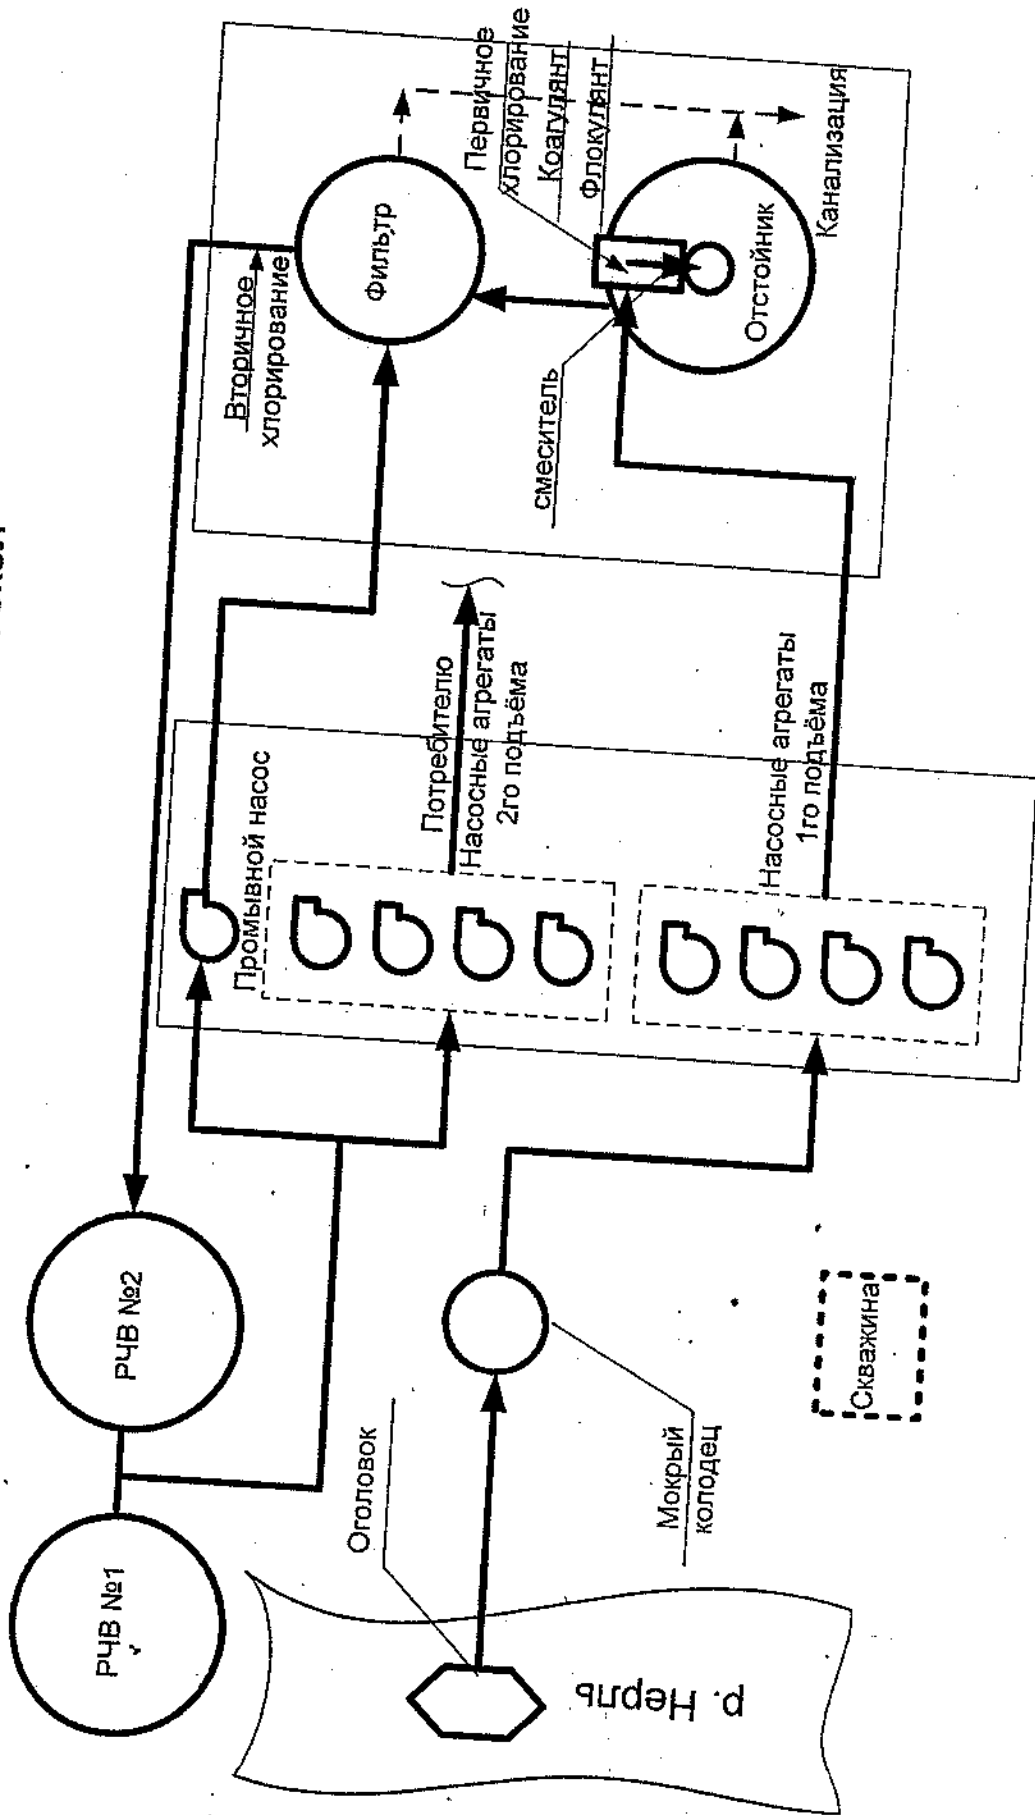 РЧВ №1
РЧВ №2
Вторичное
хлорирование
Фильтр
Первичное
хлорирование
Коагулянт
Флокулянт
Промывной насос
Потребителю
Насосные агрегаты
2го подъёма
смеситель
Отстойник
Канализация
Насосные агрегаты
1го подъёма
Оголовок
Мокрый
колодец
Скважина
р. Нерль